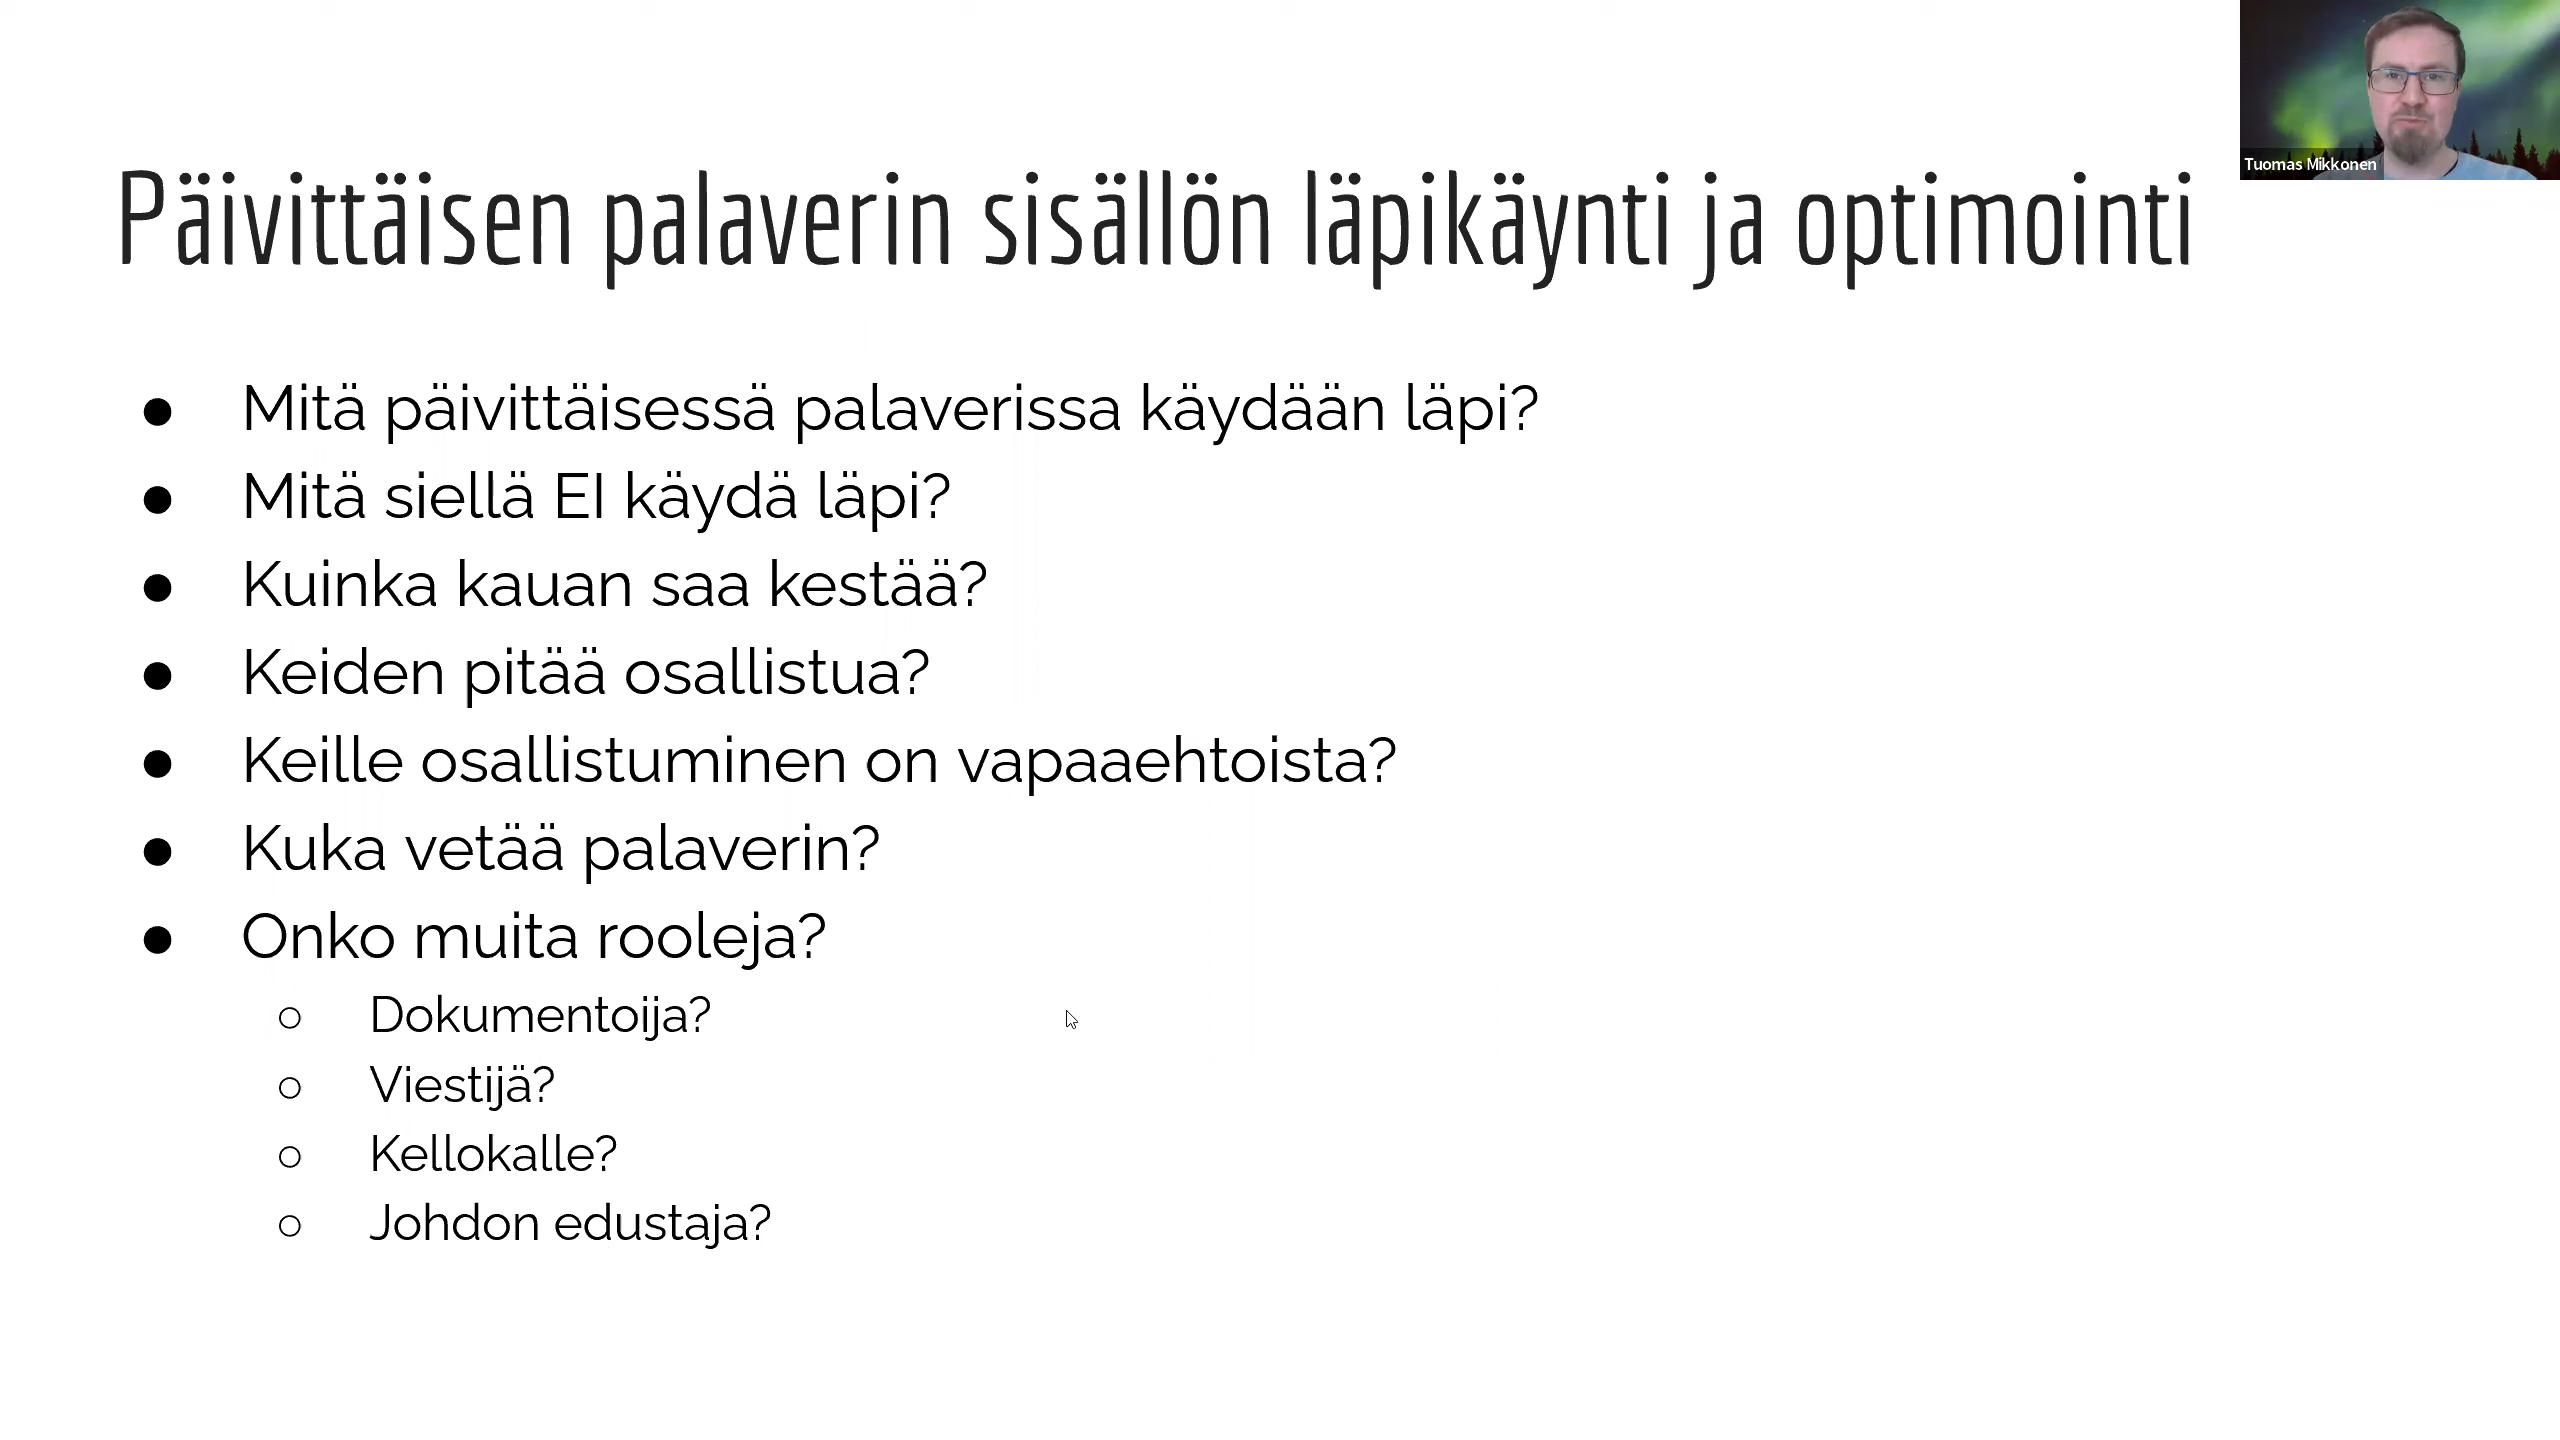 Päivittäisen palaverin sisällön läpikäynti ja optimointi
Tuomas Mikkonen
● Mitä päivittäisessä palaverissa käydään läpi?
● Mitä siellä EI käydä läpi?
● Kuinka kauan saa kestää?
● Keiden pitää osallistua?
● Keille osallistuminen on vapaaehtoista?
● Kuka vetää palaverin?
● Onko muita rooleja?
○ Dokumentoija?
○ Viestijä?
○ Kellokalle?
○ Johdon edustaja?